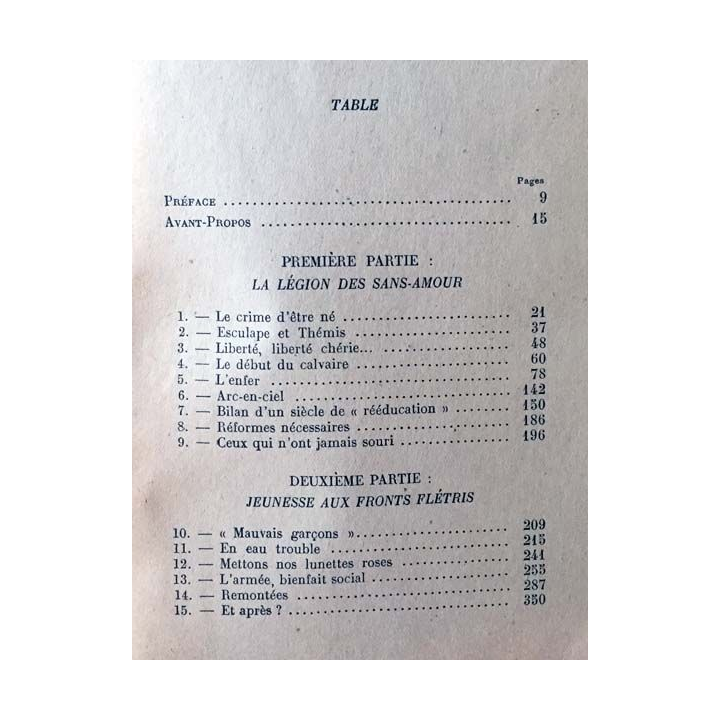 TABLE
Pages
PRÉFACE ........................................ 9
AVANT-PROPOS .................................. 15
PREMIÈRE PARTIE :
LA LÉGION DES SANS-AMOUR
1. — Le crime d'être né ........................ 21
2. — Esculape et Thémis ...................... 37
3. — Liberté, liberté chérie... ................. 48
4. — Le début du calvaire ..................... 60
5. — L'enfer ................................. 78
6. — Arc-en-ciel .............................. 142
7. — Bilan d'un siècle de « rééducation » ........ 150
8. — Réformes nécessaires ..................... 186
9. — Ceux qui n'ont jamais souri ............... 196
DEUXIÈME PARTIE :
JEUNESSE AUX FRONTS FLÉTRIS
10. — « Mauvais garçons »..................... 209
11. — En eau trouble ......................... 215
12. — Mettons nos lunettes roses ............... 241
13. — L'armée, bienfait social .................. 255
14. — Remontées .............................. 287
15. — Et après ? .............................. 350